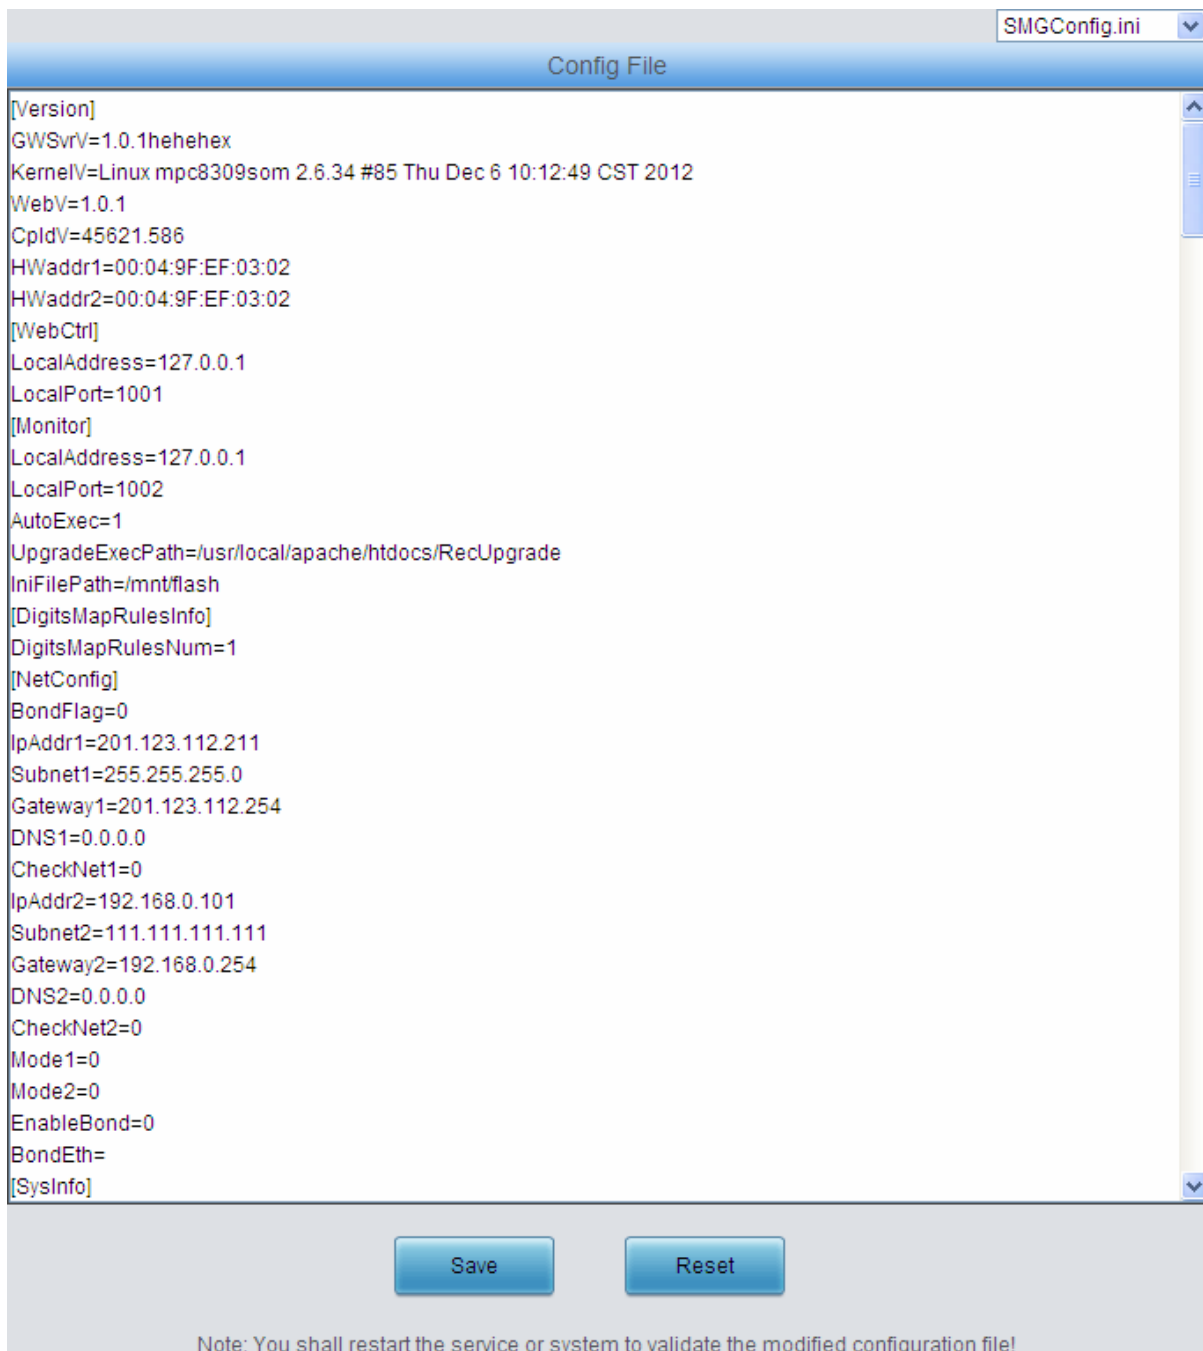 SMGConfig.ini
Config File
[Version]
GWSvrV=1.0.1hehehex
KernelV=Linux mpc8309som 2.6.34 #85 Thu Dec 6 10:12:49 CST 2012
WebV=1.0.1
CpldV=45621.586
HWaddr1=00:04:9F:EF:03:02
HWaddr2=00:04:9F:EF:03:02
[WebCtrl]
LocalAddress=127.0.0.1
LocalPort=1001
[Monitor]
LocalAddress=127.0.0.1
LocalPort=1002
AutoExec=1
UpgradeExecPath=/usr/local/apache/htdocs/RecUpgrade
IniFilePath=/mnt/flash
[DigitsMapRulesInfo]
DigitsMapRulesNum=1
[NetConfig]
BondFlag=0
IpAddr1=201.123.112.211
Subnet1=255.255.255.0
Gateway1=201.123.112.254
DNS1=0.0.0.0
CheckNet1=0
IpAddr2=192.168.0.101
Subnet2=111.111.111.111
Gateway2=192.168.0.254
DNS2=0.0.0.0
CheckNet2=0
Mode1=0
Mode2=0
EnableBond=0
BondEth=
[SysInfo]
Save
Reset
Note: You shall restart the service or system to validate the modified configuration file!